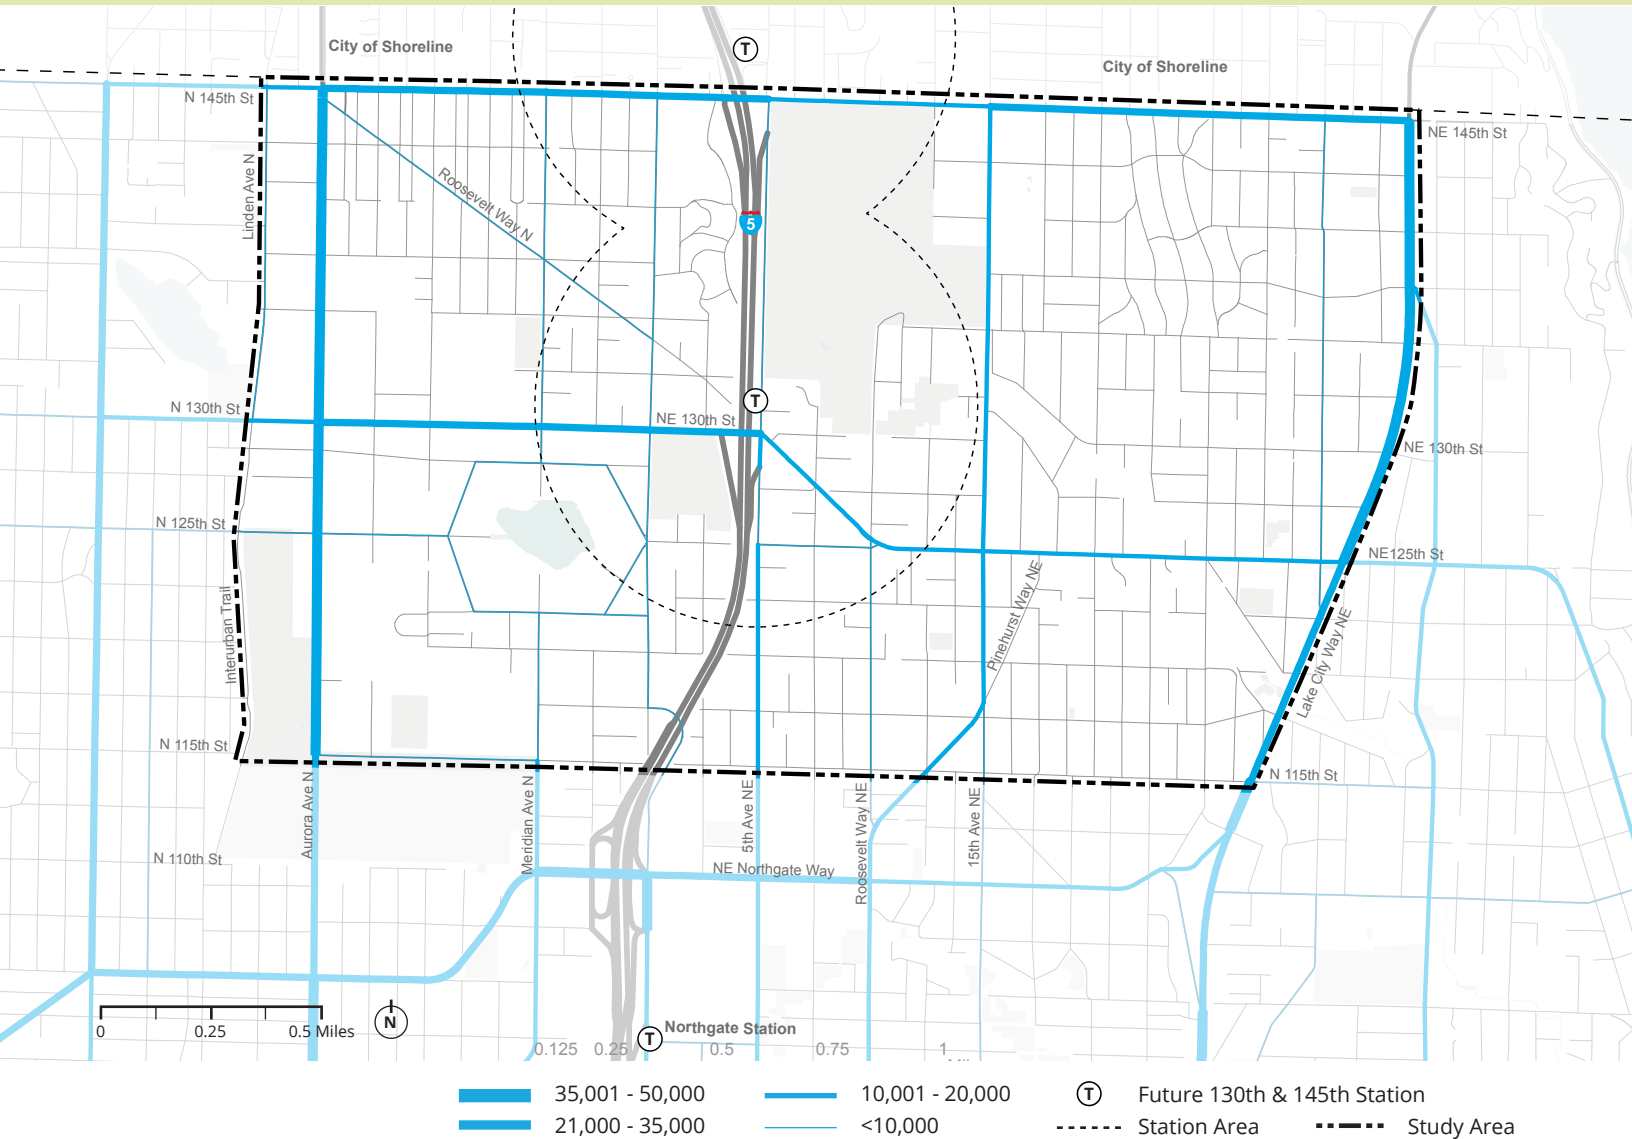 City of Shoreline
T
City of Shoreline
N 145th St
NE 145th St
Linden Ave N
Roosevelt Way N
5
T
N 130th St
NE 130th St
NE 130th St
N 125th St
NE125th St
Interurban Trail
Pinehurst Way NE
Lake City Way NE
N 115th St
N 115th St
Aurora Ave N
Meridian Ave N
5th Ave NE
Roosevelt Way NE
15th Ave NE
N 110th St
NE Northgate Way
0 0.25 0.5 Miles
N
T Northgate Station
0.125 0.25 0.5 0.75 1
35,001 - 50,000
21,000 - 35,000
10,001 - 20,000
<10,000
T Future 130th & 145th Station
Station Area
Study Area